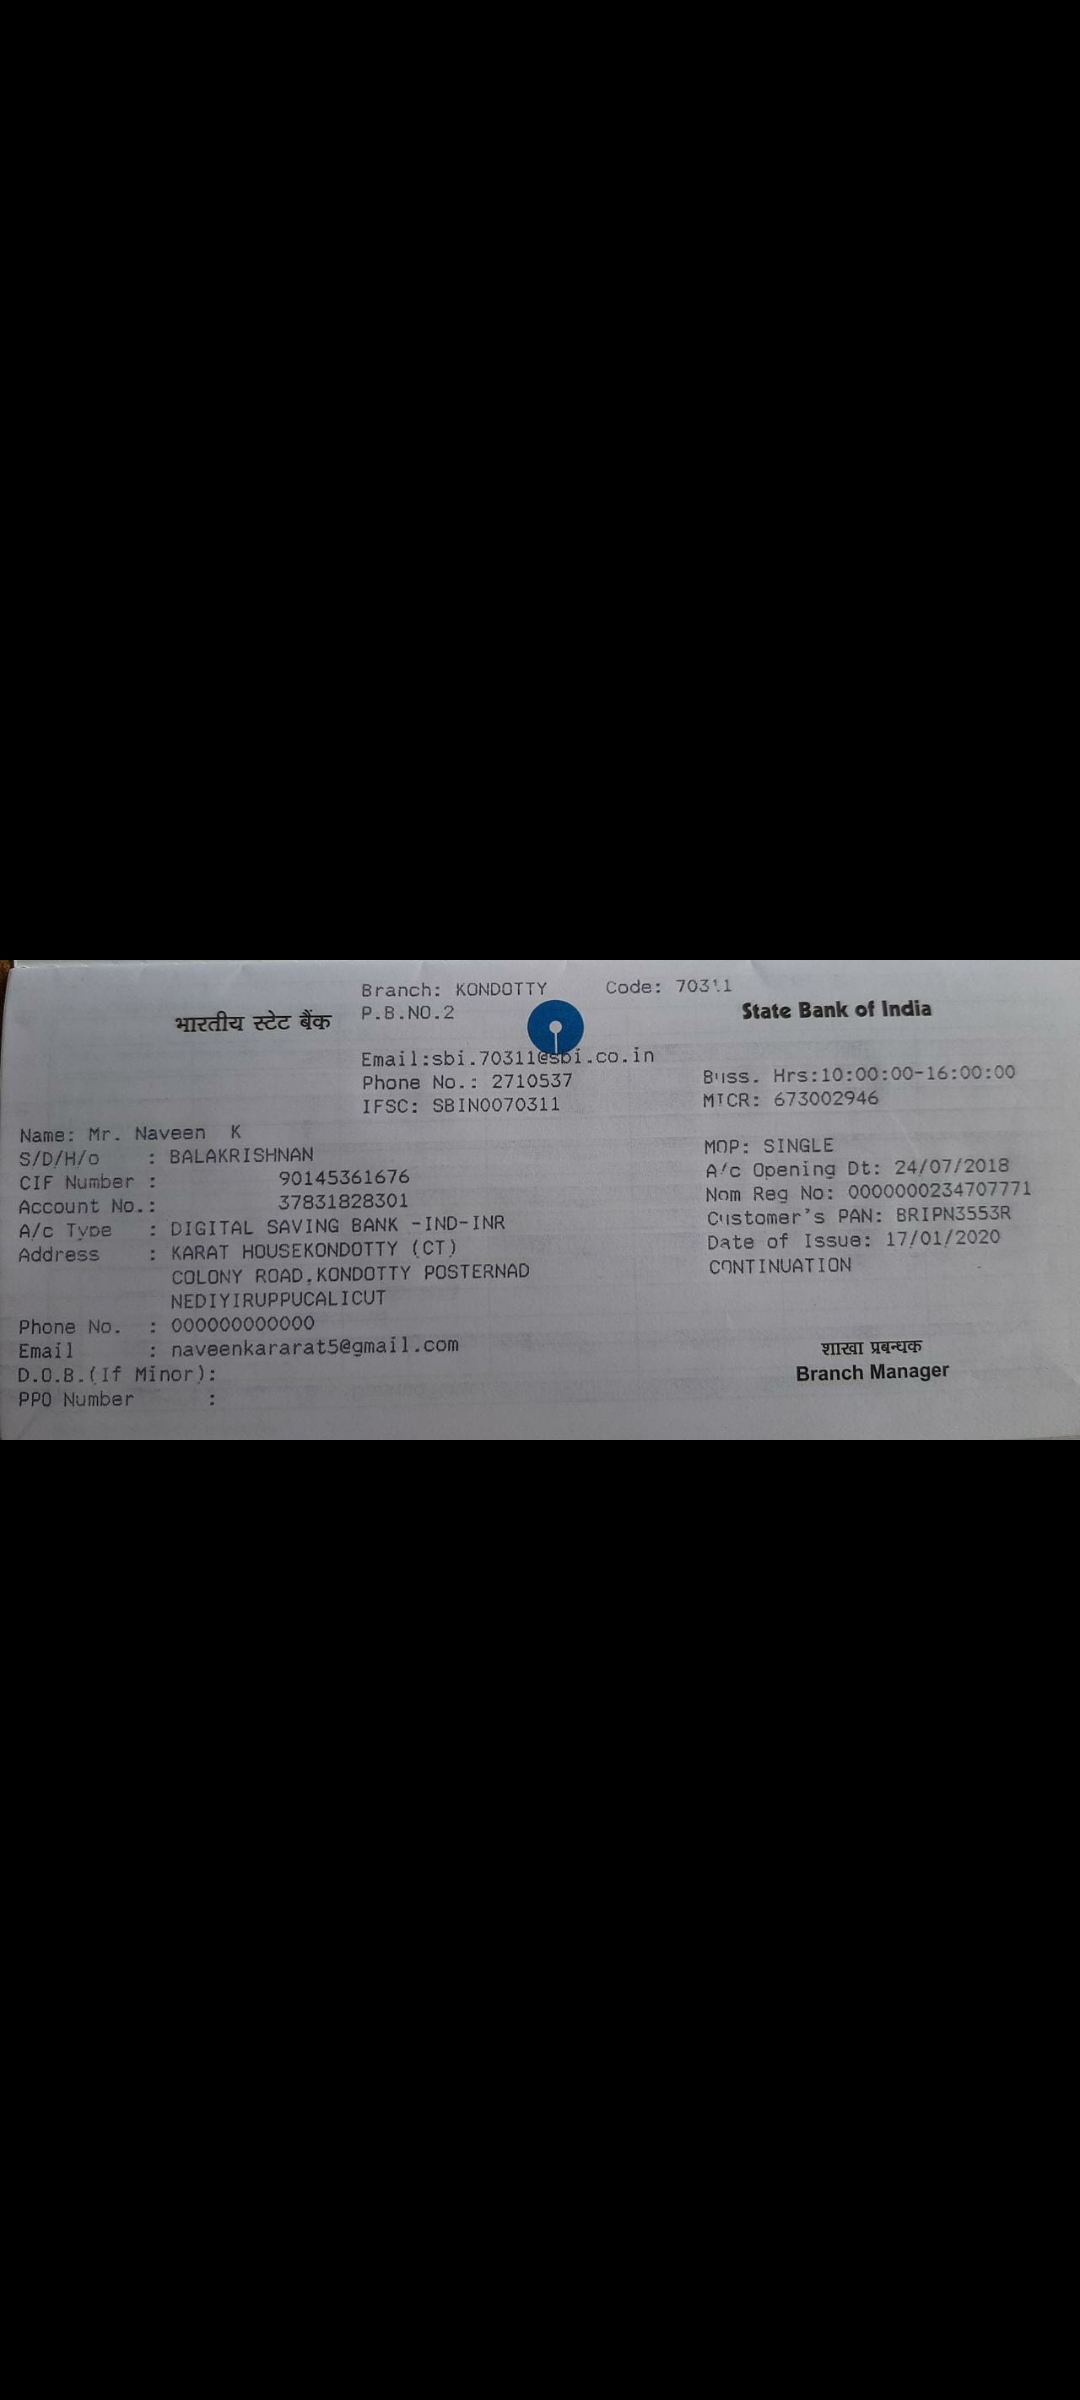 Branch: KONDOTTY Code: 70311
भारतीय स्टेट बैंक P.B.NO.2 State Bank of India
Email:sbi.70311@sbi.co.in
Phone No.: 2710537 Buss. Hrs:10:00:00-16:00:00
IFSC: SBIN0070311 MICR: 673002946
Name: Mr. Naveen K
S/D/H/o : BALAKRISHNAN MOP: SINGLE
CIF Number : 90145361676 A/c Opening Dt: 24/07/2018
Account No.: 37831828301 Nom Reg No: 0000000234707771
A/c Type : DIGITAL SAVING BANK -IND-INR Customer's PAN: BRIPN3553R
Address : KARAT HOUSEKONDOTTY (CT) Date of Issue: 17/01/2020
COLONY ROAD,KONDOTTY POSTERNAD CONTINUATION
NEDIYIRUPPUCALICUT
Phone No. : 000000000000
Email : naveenkararat5@gmail.com शाखा प्रबन्धक
D.O.B.(If Minor): Branch Manager
PPO Number :